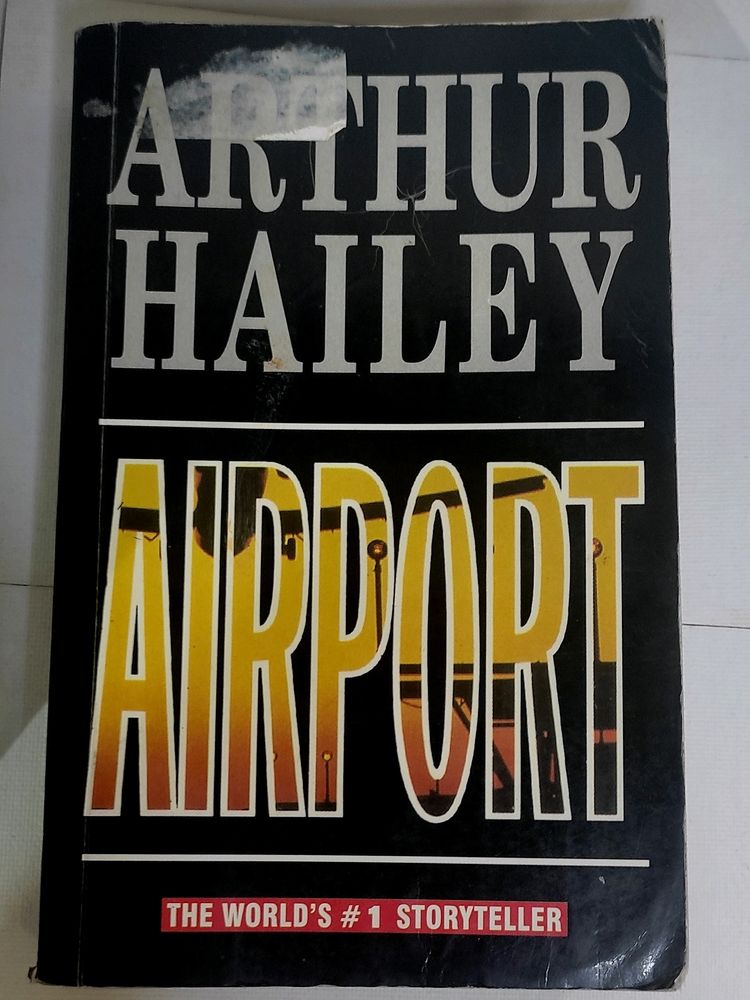 ARTHUR
HAILEY
AIRPORT
THE WORLD'S #1 STORYTELLER